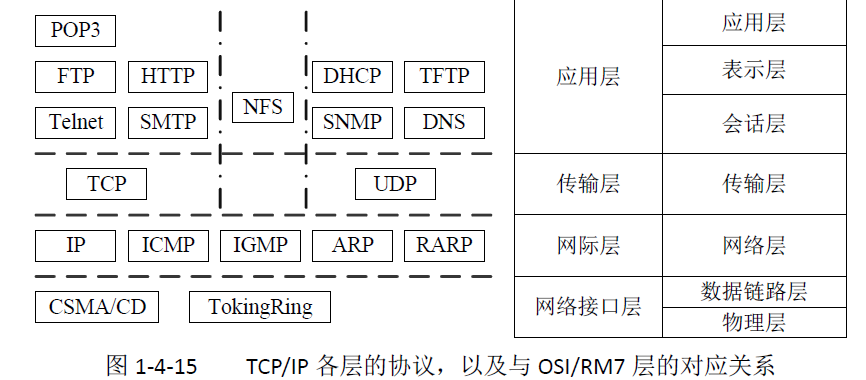 POP3
FTP HTTP DHCP TFTP
NFS
Telnet SMTP SNMP DNS
TCP UDP
IP ICMP IGMP ARP RARP
CSMA/CD TokingRing
应用层 应用层
表示层
会话层
传输层 传输层
网际层 网络层
网络接口层 数据链路层
物理层
图 1-4-15 TCP/IP 各层的协议，以及与 OSI/RM7 层的对应关系